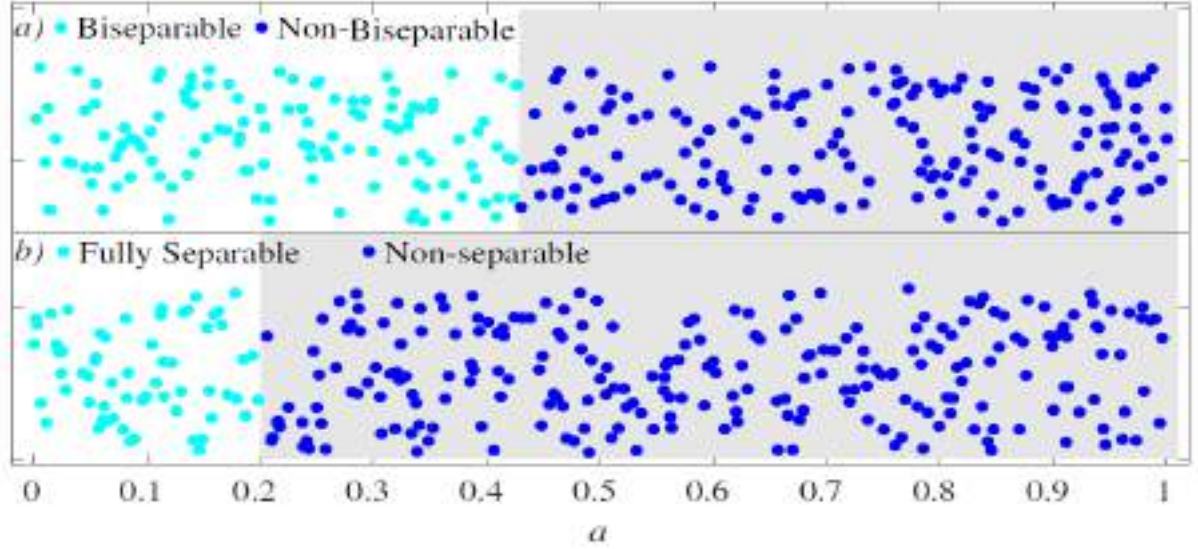 a) Biseparable Non-Biseparable
b) Fully Separable Non-separable
0 0.1 0.2 0.3 0.4 0.5 0.6 0.7 0.8 0.9 1
a